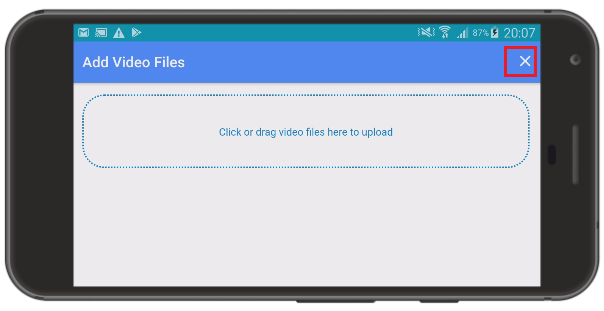 87% 20:07
Add Video Files
Click or drag video files here to upload